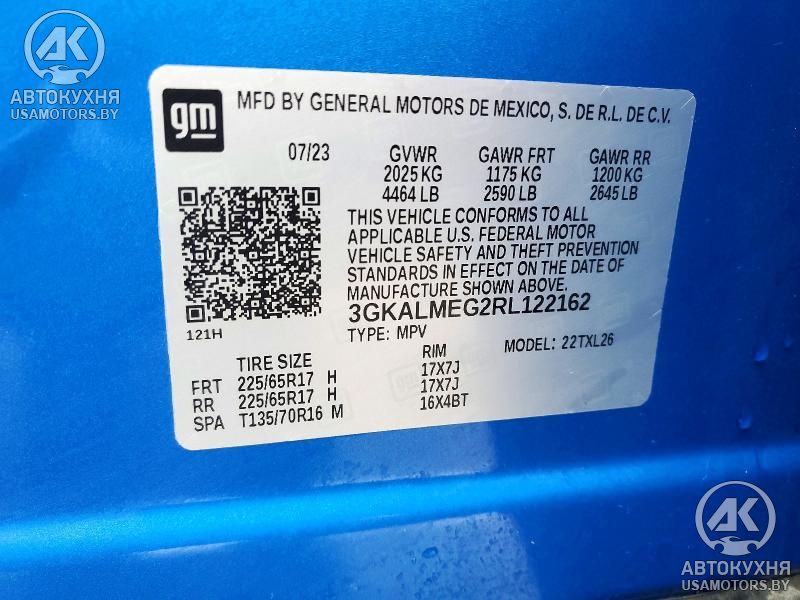 AK
АВТОКУХНЯ
USAMOTORS.BY
gm
MFD BY GENERAL MOTORS DE MEXICO, S. DE R.L. DE C.V.
07/23 GVWR GAWR FRT GAWR RR
2025 KG 1175 KG 1200 KG
4464 LB 2590 LB 2645 LB
THIS VEHICLE CONFORMS TO ALL
APPLICABLE U.S. FEDERAL MOTOR
VEHICLE SAFETY AND THEFT PREVENTION
STANDARDS IN EFFECT ON THE DATE OF
MANUFACTURE SHOWN ABOVE.
3GKALMEG2RL122162
121H
TYPE: MPV MODEL: 22TXL26
TIRE SIZE RIM
FRT 225/65R17 H 17X7J
RR 225/65R17 H 17X7J
SPA T135/70R16 M 16X4BT
AK
АВТОКУХНЯ
USAMOTORS.BY